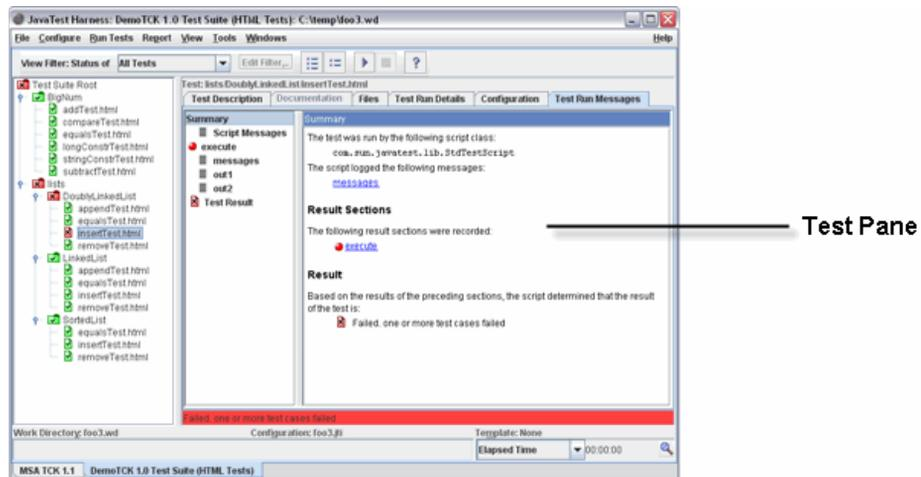 JavaTest Harness: DemoTCK 1.0 Test Suite (HTML Tests): C:\temp\foo3.wd
File Configure Run Tests Report View Tools Windows Help
View Filter: Status of All Tests Edit Filter... ?
Test Suite Root
BigNum
addTest.html
compareTest.html
equalsTest.html
longConstrTest.html
stringConstrTest.html
subtractTest.html
lists
DoublyLinkedList
appendTest.html
equalsTest.html
insertTest.html
removeTest.html
LinkedList
appendTest.html
equalsTest.html
insertTest.html
removeTest.html
SortedList
equalsTest.html
insertTest.html
removeTest.html
Test: lists/DoublyLinkedList/insertTest.html
Test Description Documentation Files Test Run Details Configuration Test Run Messages
Summary
Script Messages
execute
messages
out1
out2
Test Result
Summary
The test was run by the following script class:
com.sun.javatest.lib.StdTestScript
The script logged the following messages:
messages
Result Sections
The following result sections were recorded:
execute
Result
Based on the results of the preceding sections, the script determined that the result
of the test is:
Failed. one or more test cases failed
Test Pane
Failed. one or more test cases failed
Work Directory: foo3.wd Configuration: foo3.jti Template: None
Elapsed Time 00:00:00
MSA TCK 1.1 DemoTCK 1.0 Test Suite (HTML Tests)